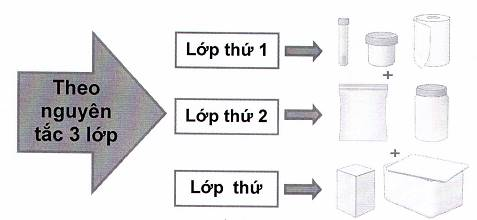 Theo
nguyên
tắc 3 lớp
Lớp thứ 1
+
Lớp thứ 2
+
Lớp thứ